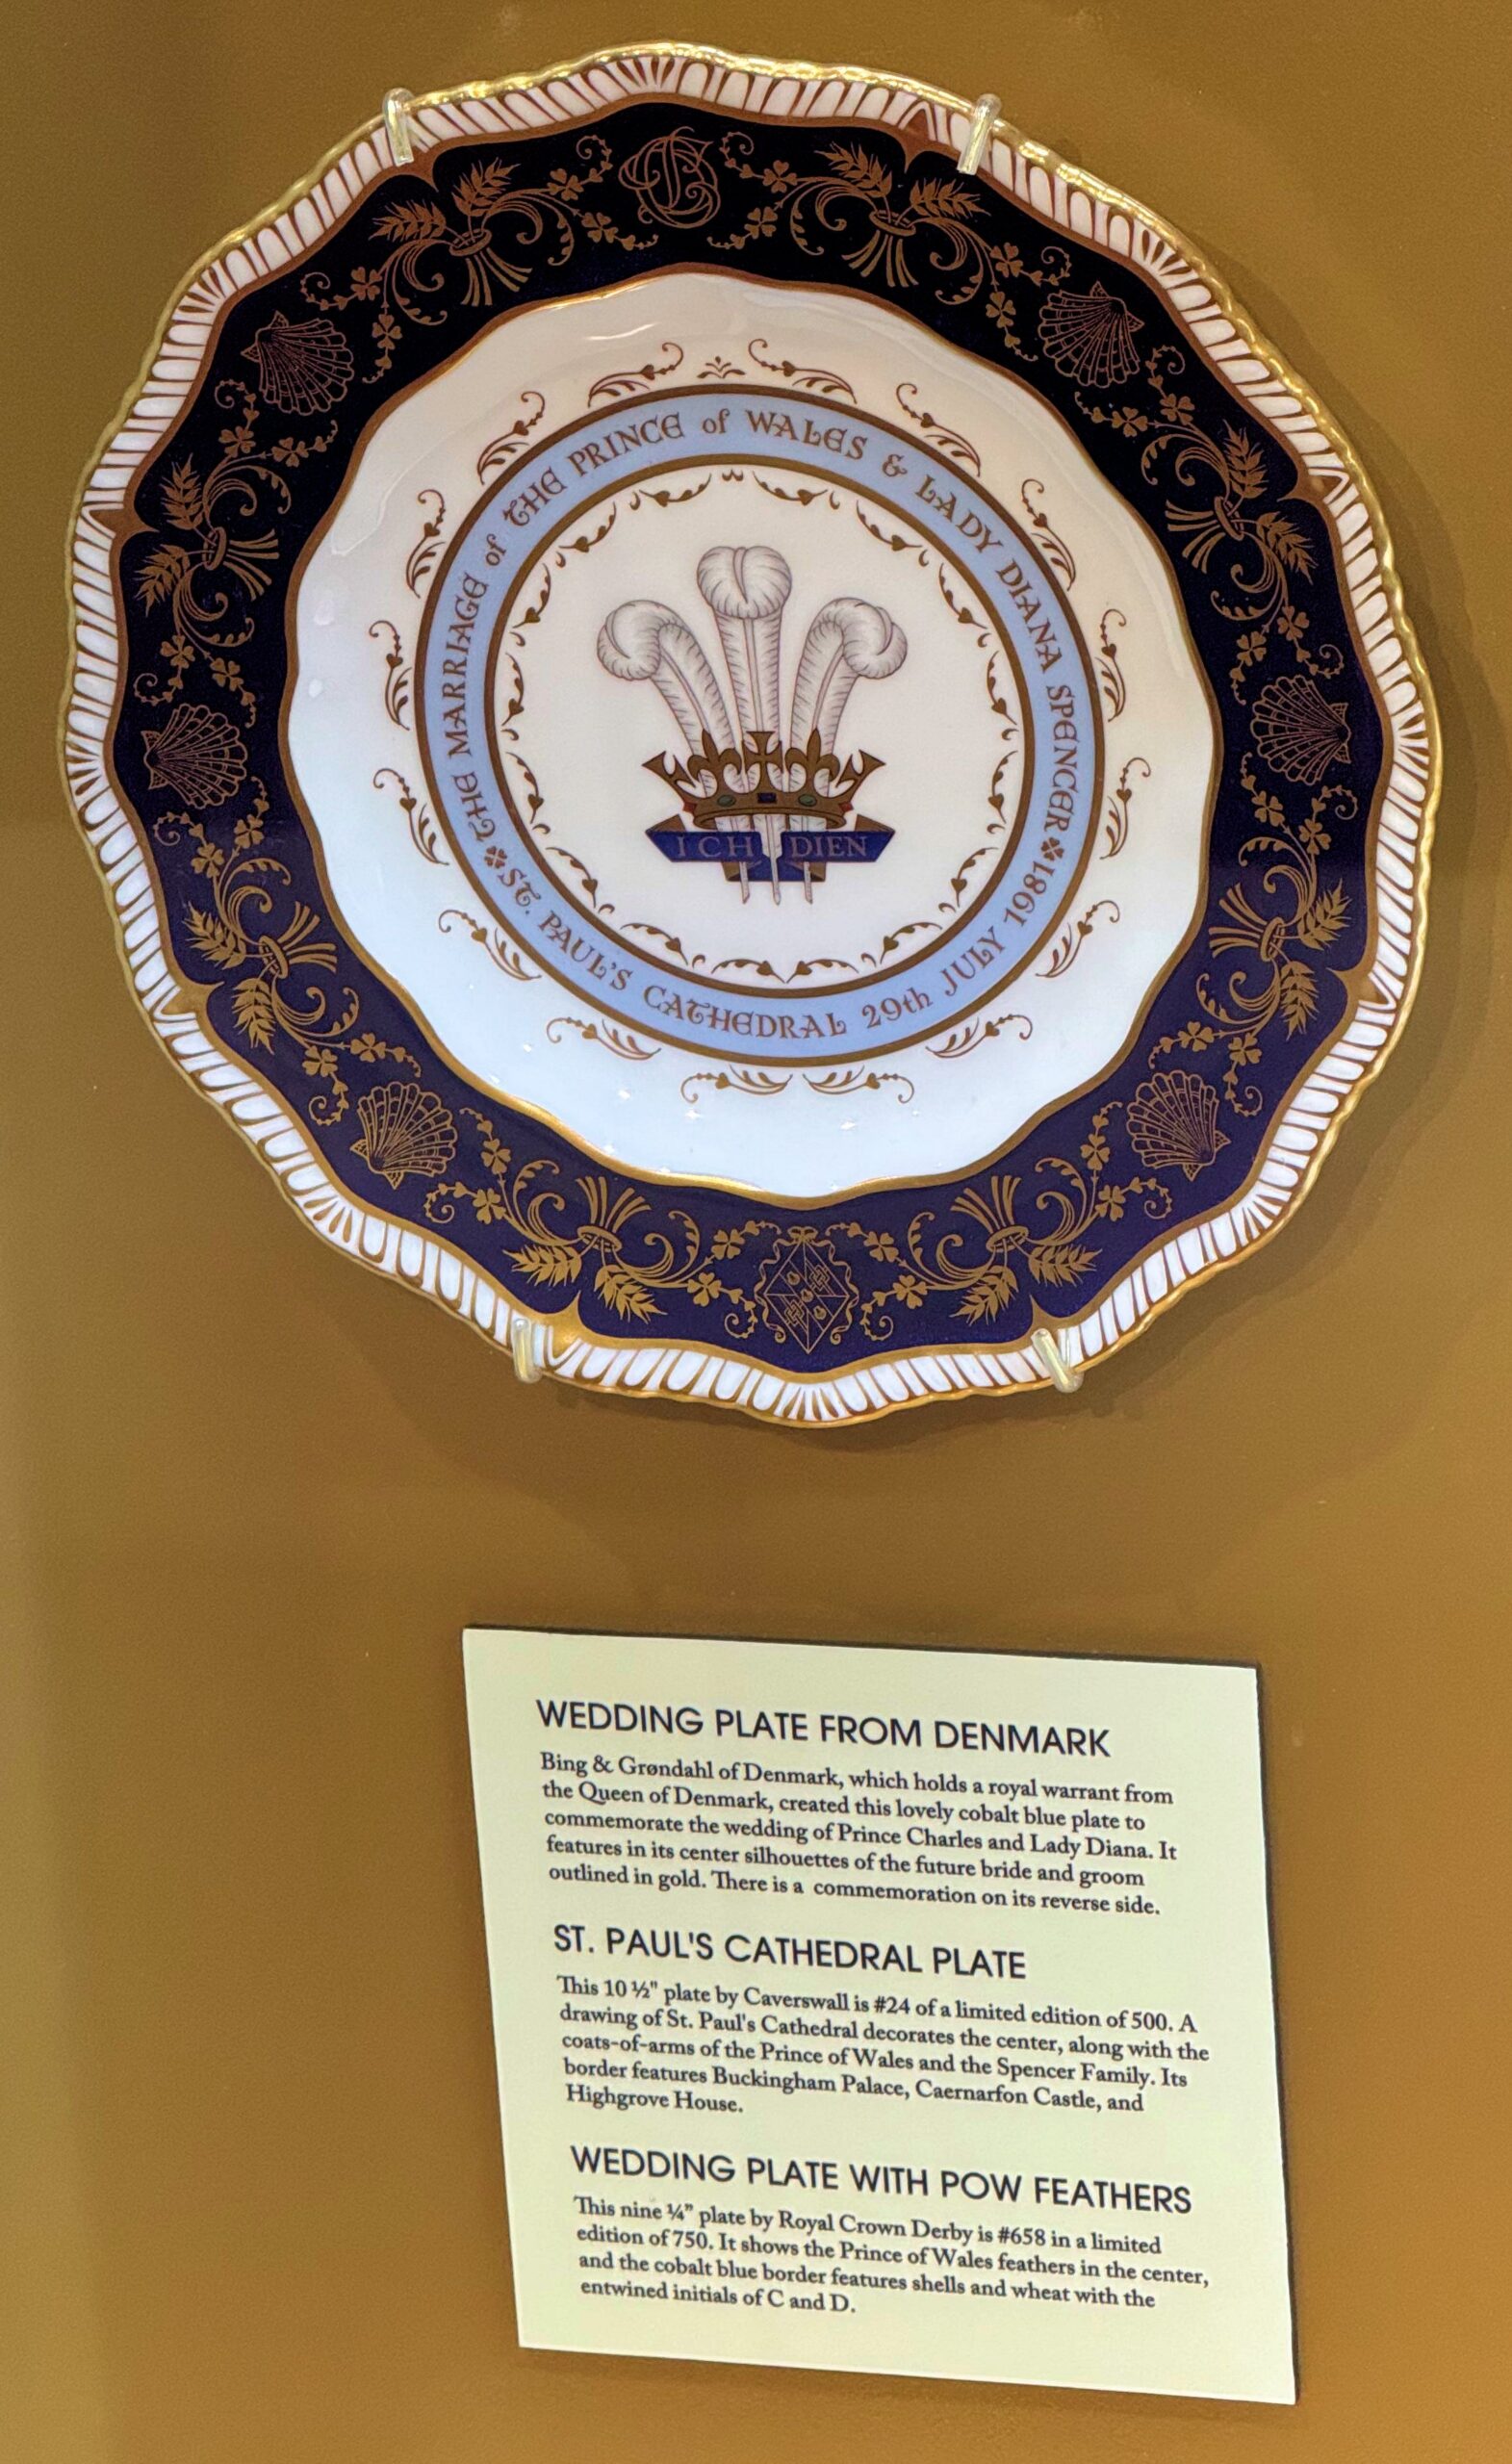 THE MARRIAGE of THE PRINCE of WALES & LADY DIANA SPENCER
ST. PAUL'S CATHEDRAL 29th JULY 1981
ICH DIEN
WEDDING PLATE FROM DENMARK
Bing & Grøndahl of Denmark, which holds a royal warrant from
the Queen of Denmark, created this lovely cobalt blue plate to
commemorate the wedding of Prince Charles and Lady Diana. It
features in its center silhouettes of the future bride and groom
outlined in gold. There is a commemoration on its reverse side.
ST. PAUL'S CATHEDRAL PLATE
This 10 ½" plate by Caverswall is #24 of a limited edition of 500. A
drawing of St. Paul's Cathedral decorates the center, along with the
coats-of-arms of the Prince of Wales and the Spencer Family. Its
border features Buckingham Palace, Caernarfon Castle, and
Highgrove House.
WEDDING PLATE WITH POW FEATHERS
This nine ¼” plate by Royal Crown Derby is #658 in a limited
edition of 750. It shows the Prince of Wales feathers in the center,
and the cobalt blue border features shells and wheat with the
entwined initials of C and D.